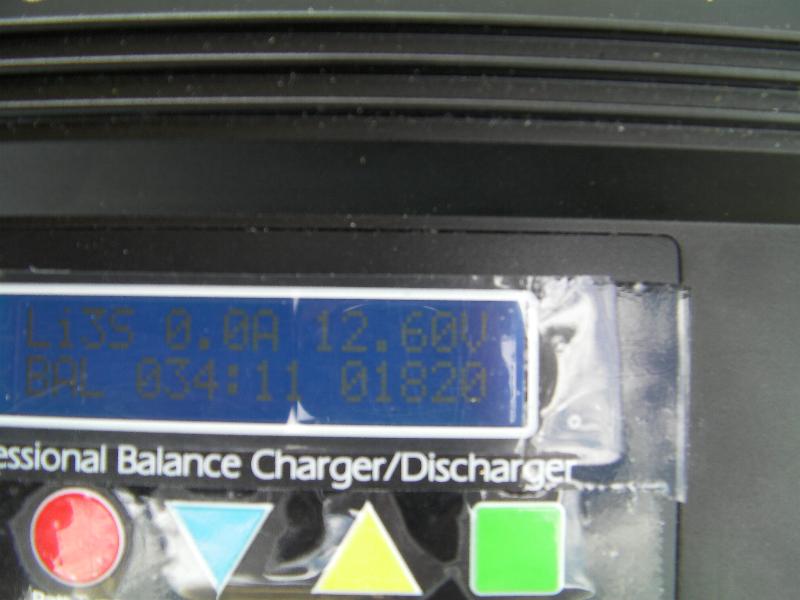 Li3S 0.0A 12.60V
BAL 034:11 01820
essional Balance Charger/Discharger